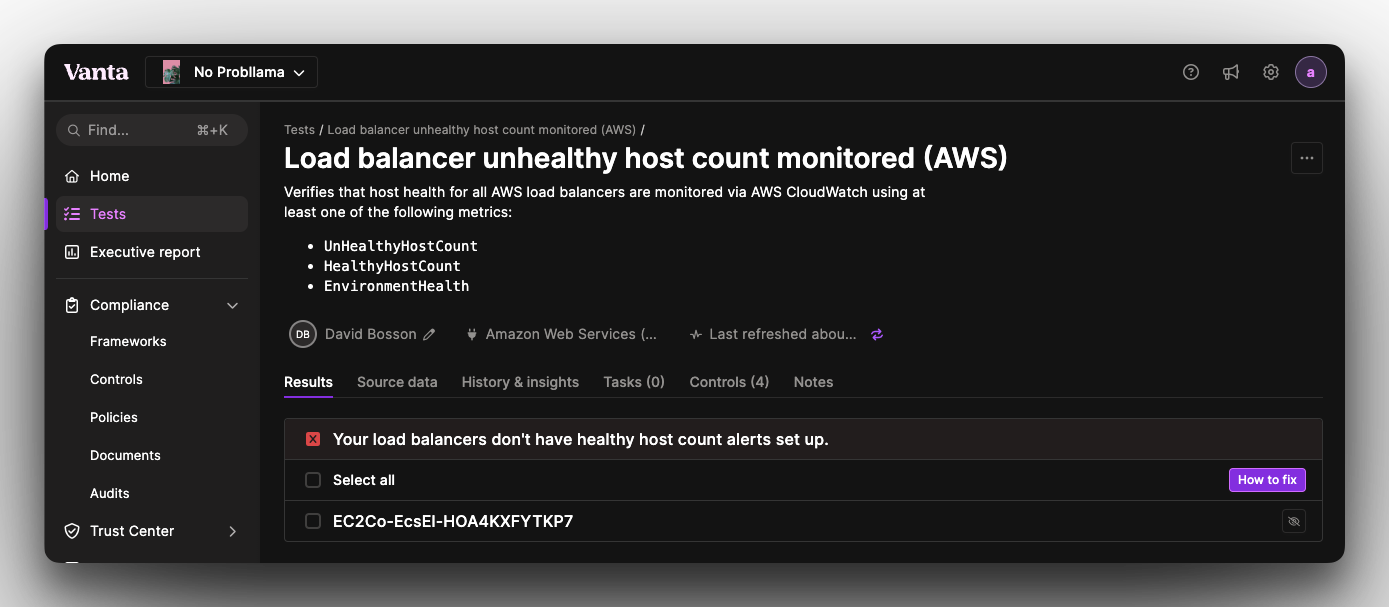 Vanta
No Probllama
a
Find... ⌘+K
Home
Tests
Executive report
Compliance
Frameworks
Controls
Policies
Documents
Audits
Trust Center
Tests / Load balancer unhealthy host count monitored (AWS) /
Load balancer unhealthy host count monitored (AWS)
Verifies that host health for all AWS load balancers are monitored via AWS CloudWatch using at
least one of the following metrics:
• UnHealthyHostCount
• HealthyHostCount
• EnvironmentHealth
DB David Bosson Amazon Web Services (... Last refreshed abou...
Results Source data History & insights Tasks (0) Controls (4) Notes
Your load balancers don't have healthy host count alerts set up.
Select all How to fix
EC2Co-EcsEl-HOA4KXFYTKP7